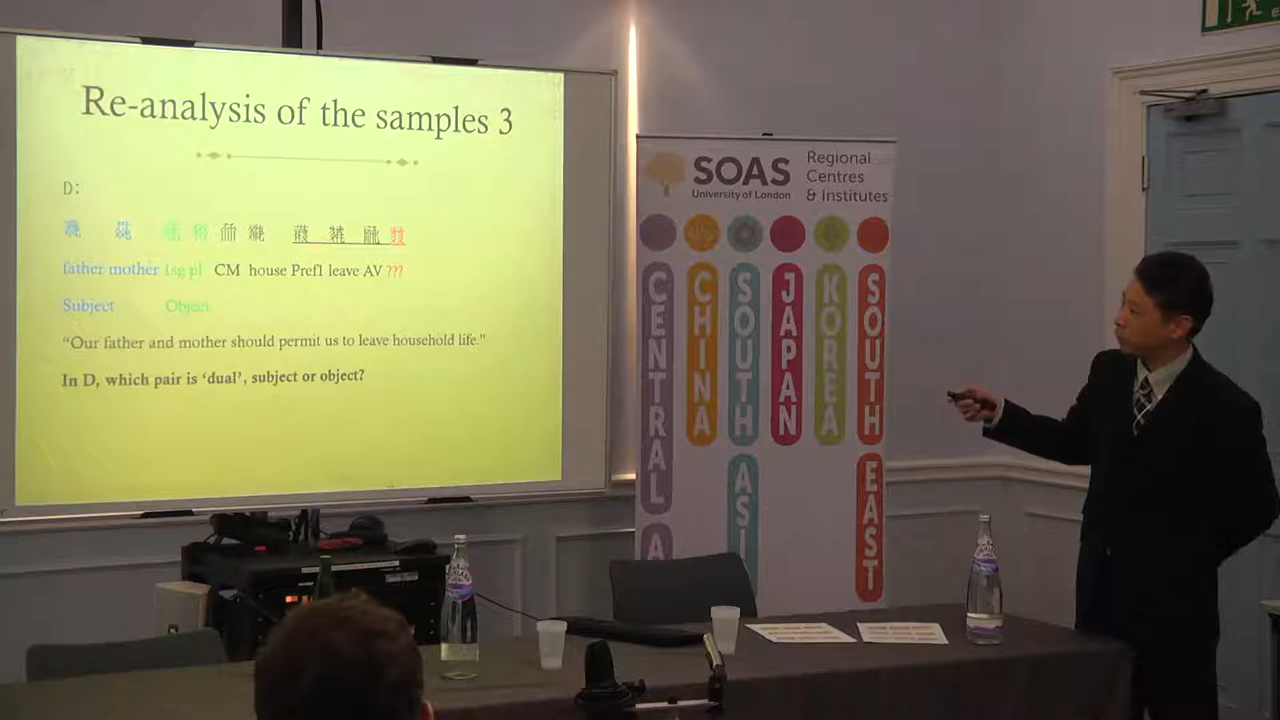 Re-analysis of the samples 3
D:
father mother 1sg pl CM house Pref1 leave AV ???
Subject Object
“Our father and mother should permit us to leave household life.”
In D, which pair is ‘dual’, subject or object?
SOAS
University of London
Regional
Centres
& Institutes
CENTRAL A
CHINA
SOUTH ASI
JAPAN
KOREA
SOUTH EAST